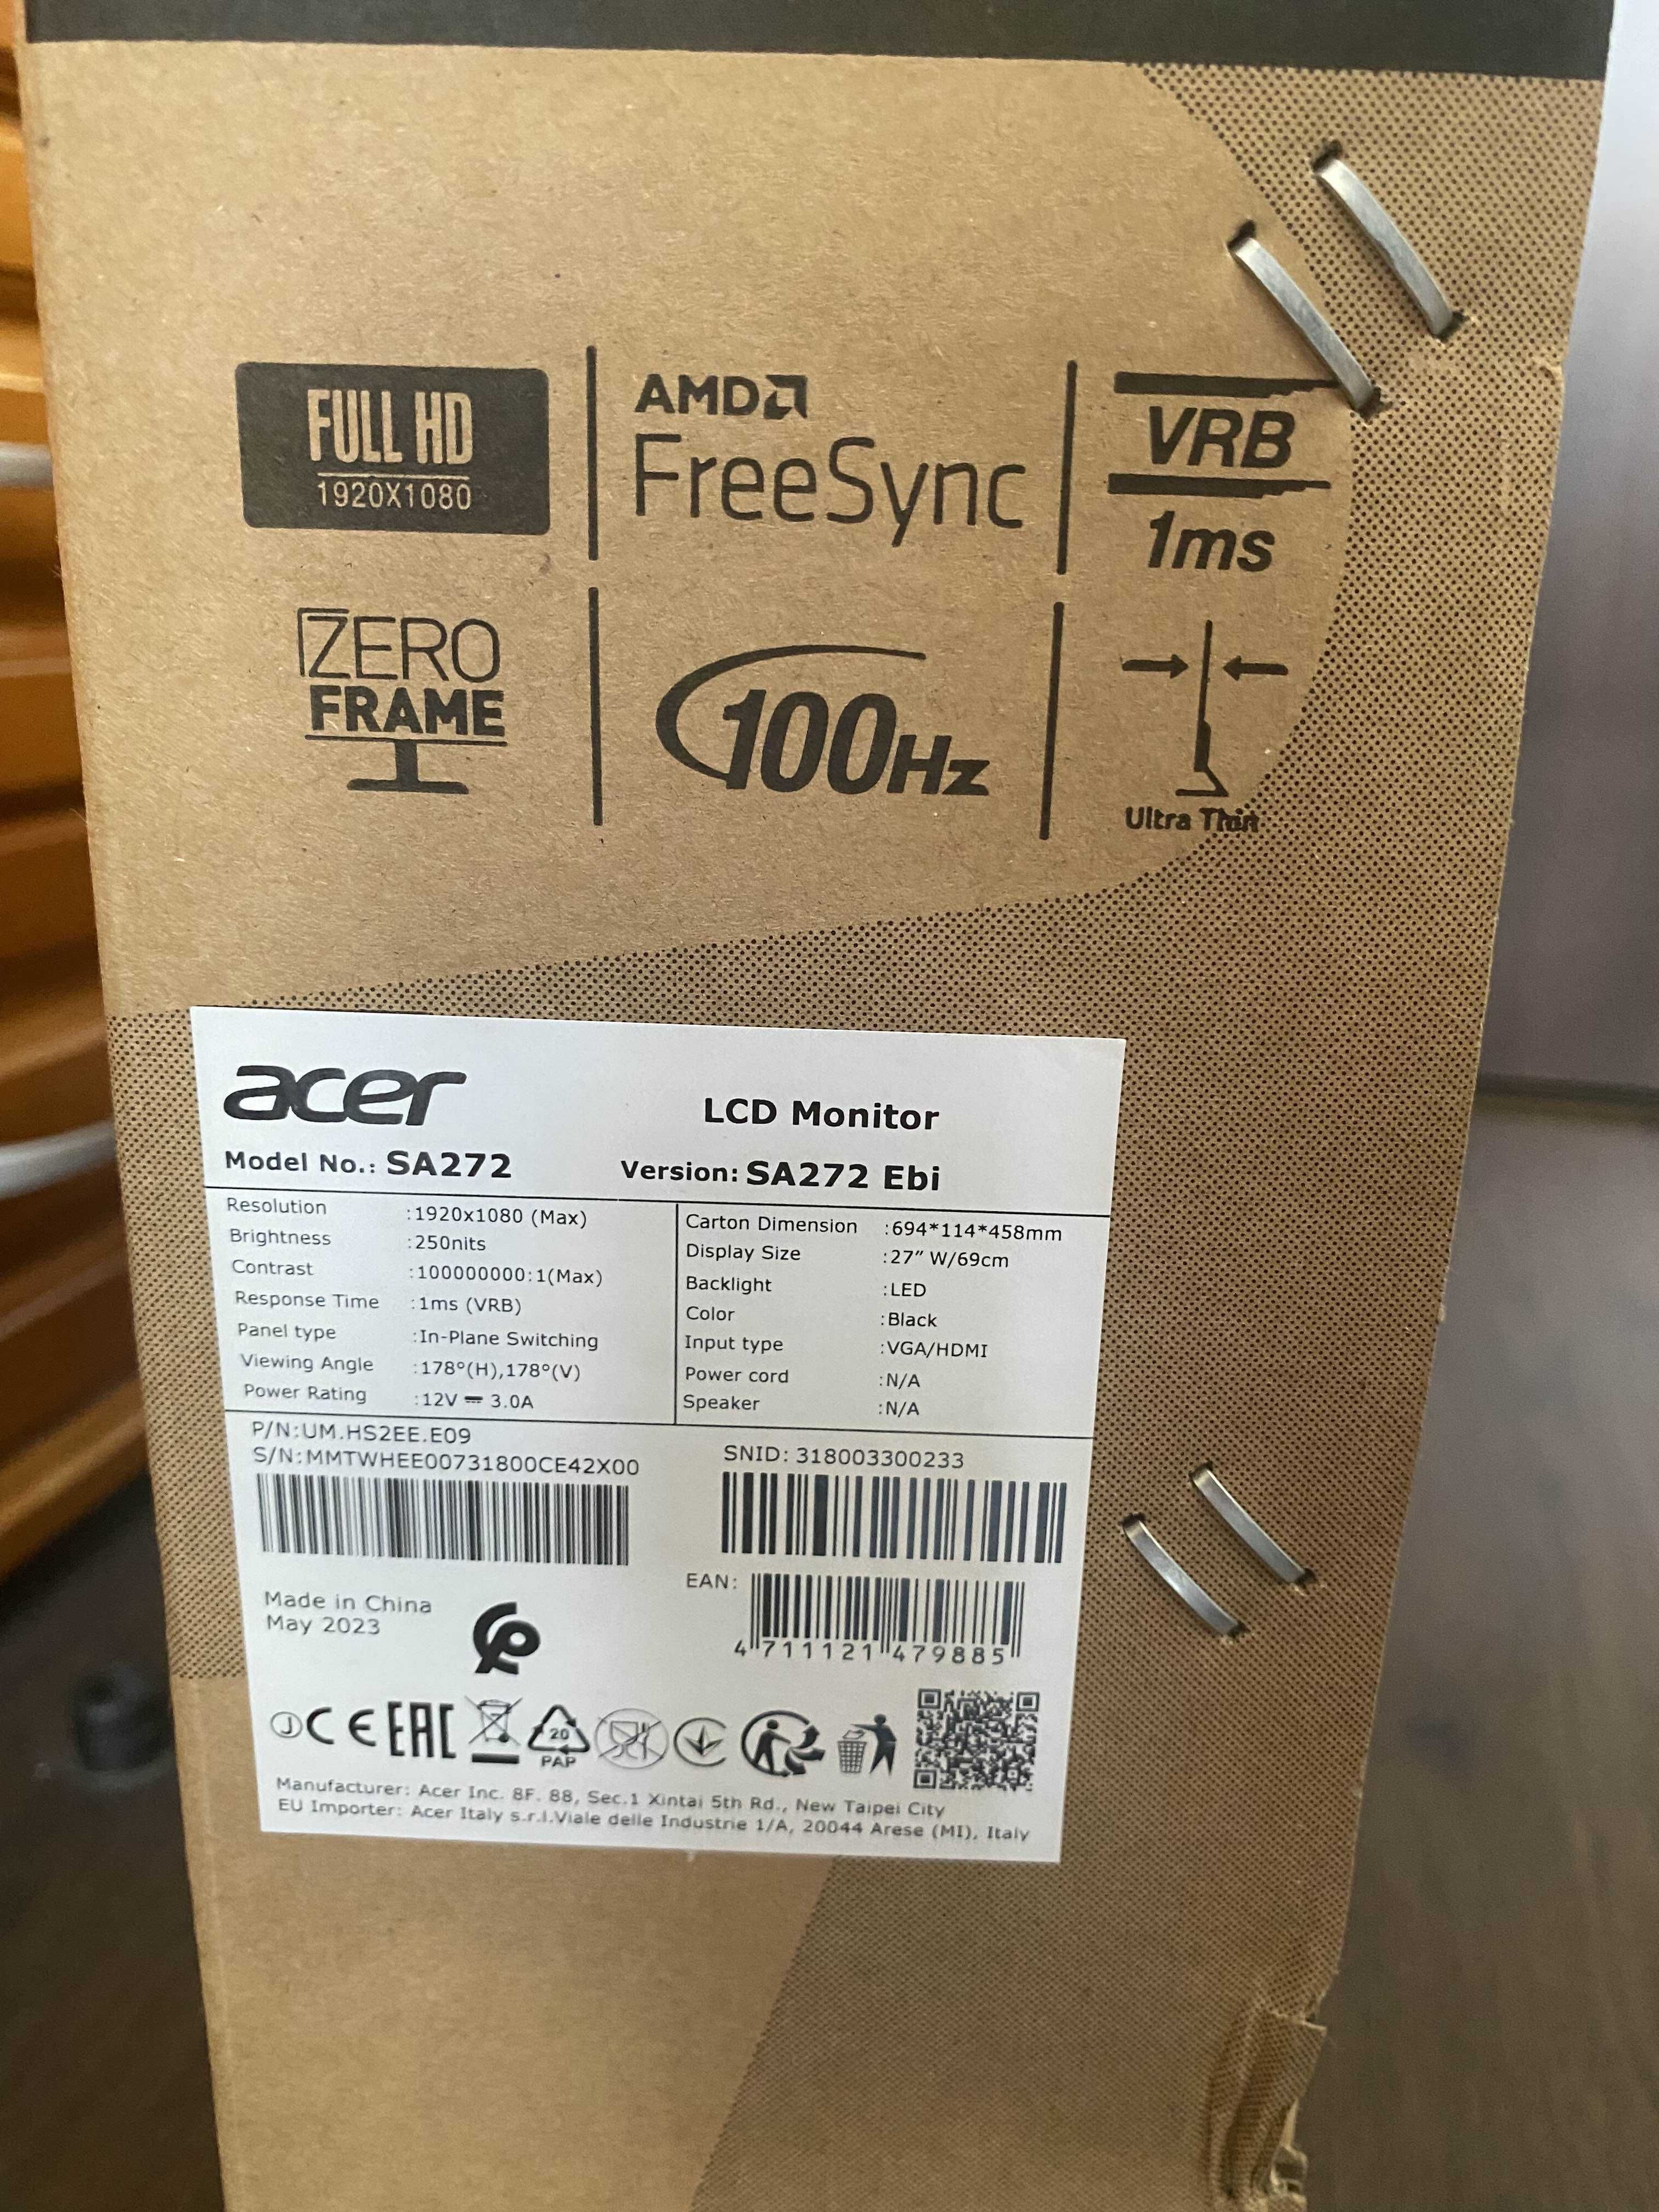 FULL HD
1920X1080
AMD
FreeSync
VRB
1ms
ZERO
FRAME
100Hz
Ultra Thin
acer
LCD Monitor
Model No.: SA272
Version: SA272 Ebi
Resolution :1920x1080 (Max)
Brightness :250nits
Contrast :100000000:1(Max)
Response Time :1ms (VRB)
Panel type :In-Plane Switching
Viewing Angle :178°(H),178°(V)
Power Rating :12V ⎓ 3.0A
Carton Dimension :694*114*458mm
Display Size :27” W/69cm
Backlight :LED
Color :Black
Input type :VGA/HDMI
Power cord :N/A
Speaker :N/A
P/N:UM.HS2EE.E09
S/N:MMTWHEE00731800CE42X00
SNID: 318003300233
EAN:
4 711121 479885
Made in China
May 2023
J CE EAC
20
PAP
Manufacturer: Acer Inc. 8F. 88, Sec.1 Xintai 5th Rd., New Taipei City
EU Importer: Acer Italy s.r.l.Viale delle Industrie 1/A, 20044 Arese (MI), Italy